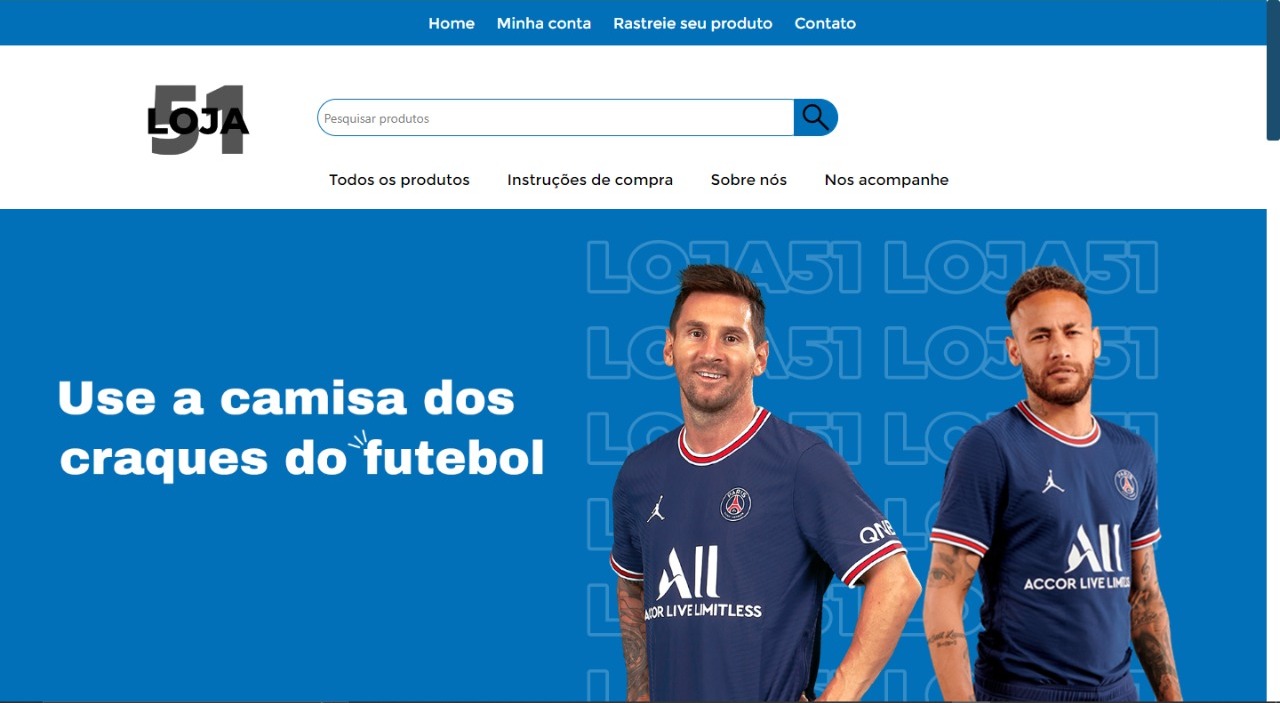 Home Minha conta Rastreie seu produto Contato
LOJA 51
Pesquisar produtos
Todos os produtos Instruções de compra Sobre nós Nos acompanhe
LOJA51 LOJA51
LOJA51 LOJA51
Use a camisa dos
craques do futebol
PARIS
PARIS
QNB
All
ACCOR LIVE LIMITLESS
All
ACCOR LIVE LIMITLESS